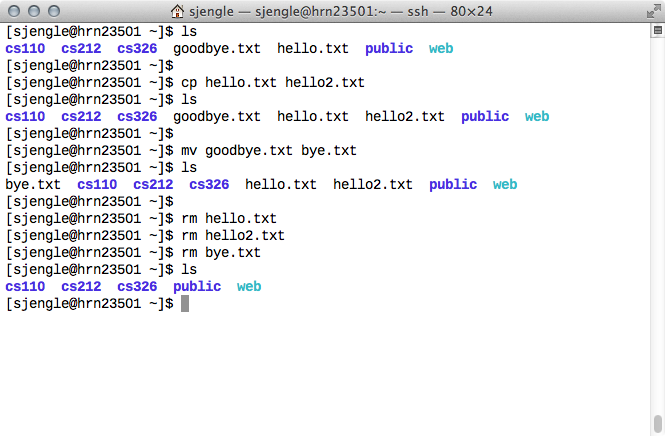 sjengle — sjengle@hrn23501:~ — ssh — 80×24
[sjengle@hrn23501 ~]$ ls
cs110  cs212  cs326  goodbye.txt  hello.txt  public  web
[sjengle@hrn23501 ~]$
[sjengle@hrn23501 ~]$ cp hello.txt hello2.txt
[sjengle@hrn23501 ~]$ ls
cs110  cs212  cs326  goodbye.txt  hello.txt  hello2.txt  public  web
[sjengle@hrn23501 ~]$
[sjengle@hrn23501 ~]$ mv goodbye.txt bye.txt
[sjengle@hrn23501 ~]$ ls
bye.txt  cs110  cs212  cs326  hello.txt  hello2.txt  public  web
[sjengle@hrn23501 ~]$
[sjengle@hrn23501 ~]$ rm hello.txt
[sjengle@hrn23501 ~]$ rm hello2.txt
[sjengle@hrn23501 ~]$ rm bye.txt
[sjengle@hrn23501 ~]$ ls
cs110  cs212  cs326  public  web
[sjengle@hrn23501 ~]$